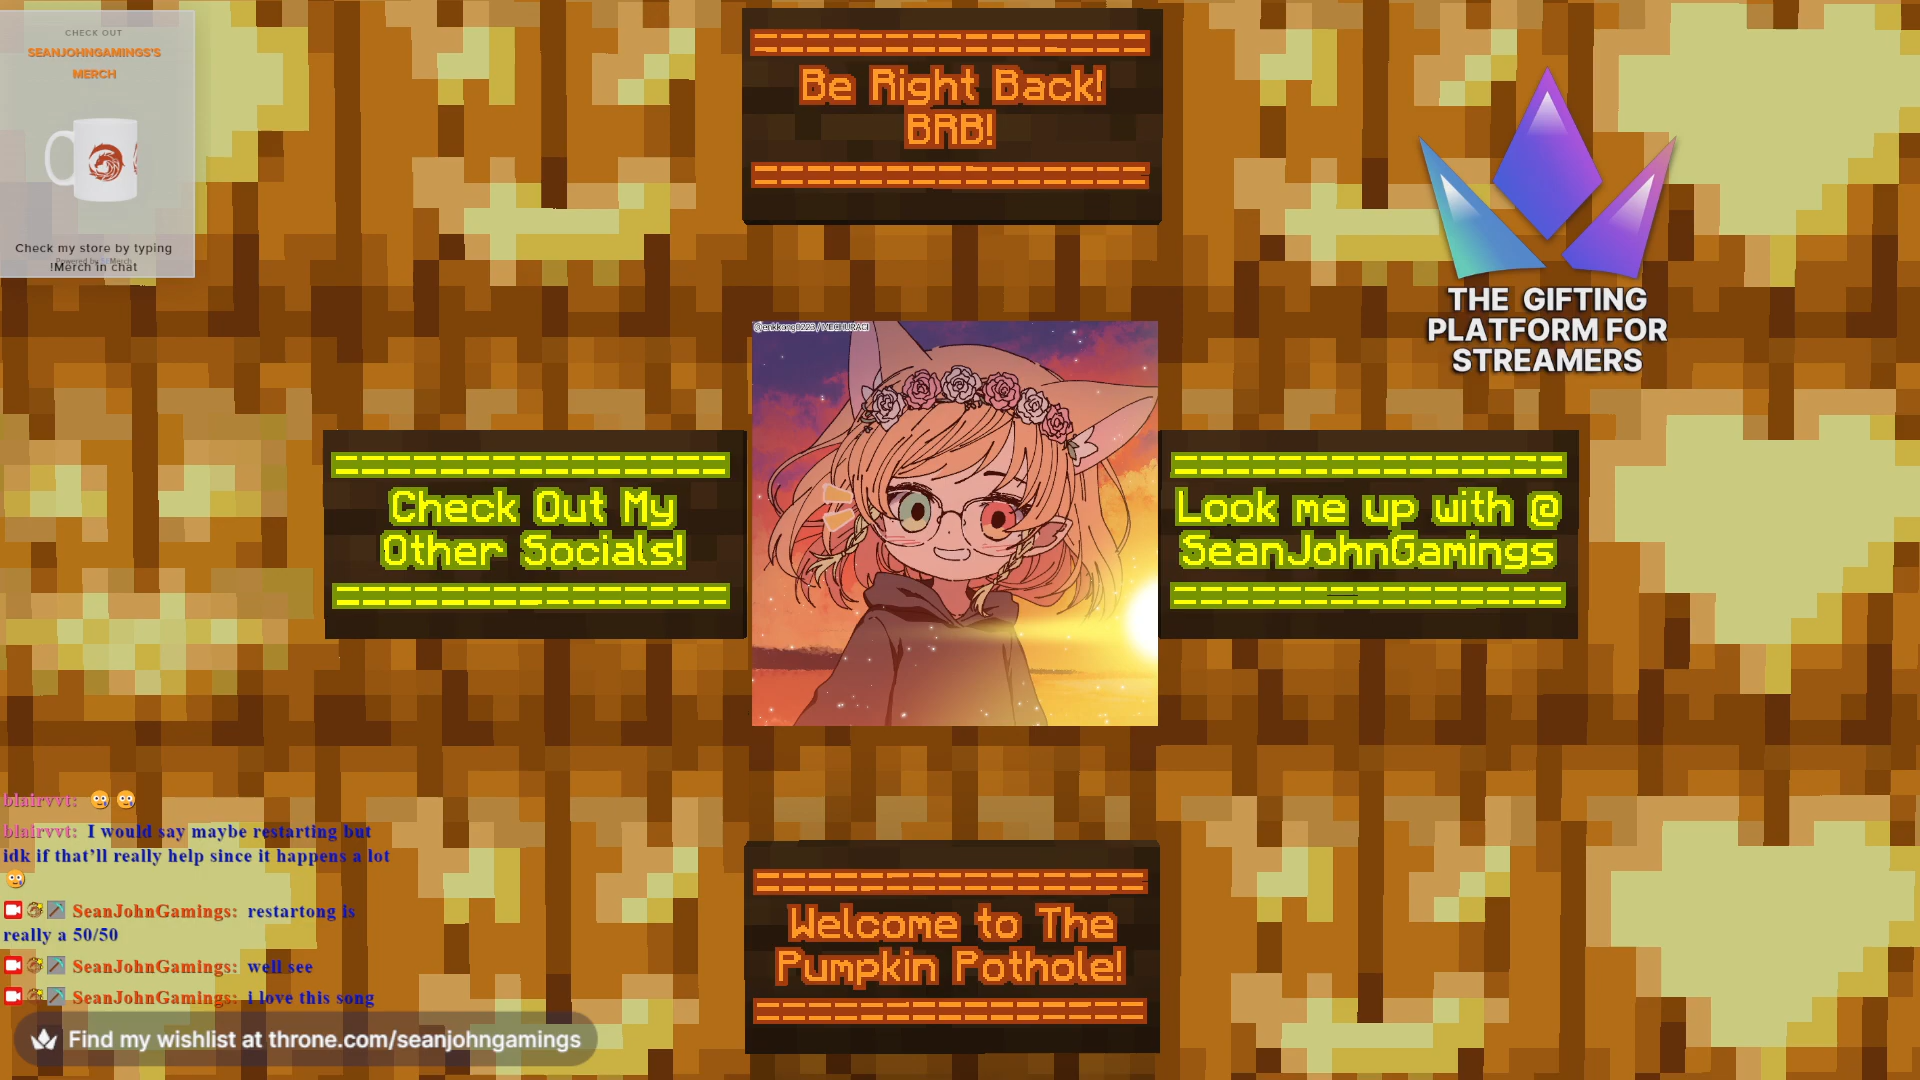 CHECK OUT
SEANJOHNGAMINGS'S
MERCH
Check my store by typing
!Merch in chat
Be Right Back!
BRB!
THE GIFTING
PLATFORM FOR
STREAMERS
Check Out My
Other Socials!
Look me up with @
SeanJohnGamings
Welcome to The
Pumpkin Pothole!
blairvvt:
blairvvt: I would say maybe restarting but
idk if that’ll really help since it happens a lot
SeanJohnGamings: restartong is
really a 50/50
SeanJohnGamings: well see
SeanJohnGamings: i love this song
Find my wishlist at throne.com/seanjohngamings